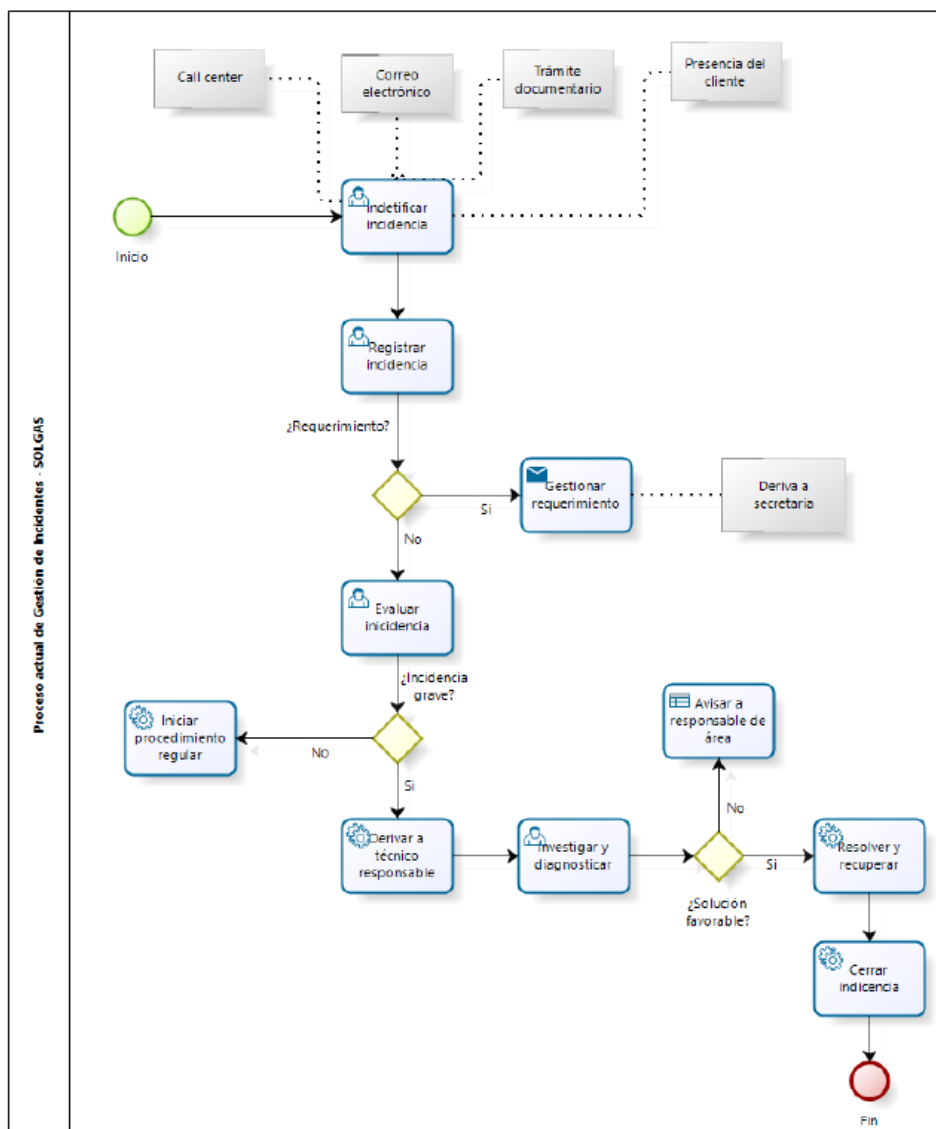 Proceso actual de Gestión de Incidentes - SOLGAS
Call center
Correo
electrónico
Trámite
documentario
Presencia del
cliente
Inicio
Indetificar
incidencia
Registrar
incidencia
¿Requerimiento?
Si
Gestionar
requerimiento
Deriva a
secretaria
No
Evaluar
inicidencia
¿Incidencia
grave?
Iniciar
procedimiento
regular
No
Si
Avisar a
responsable de
área
No
Derivar a
técnico
responsable
Investigar y
diagnosticar
¿Solución
favorable?
Si
Resolver y
recuperar
Cerrar
indicencia
Fin